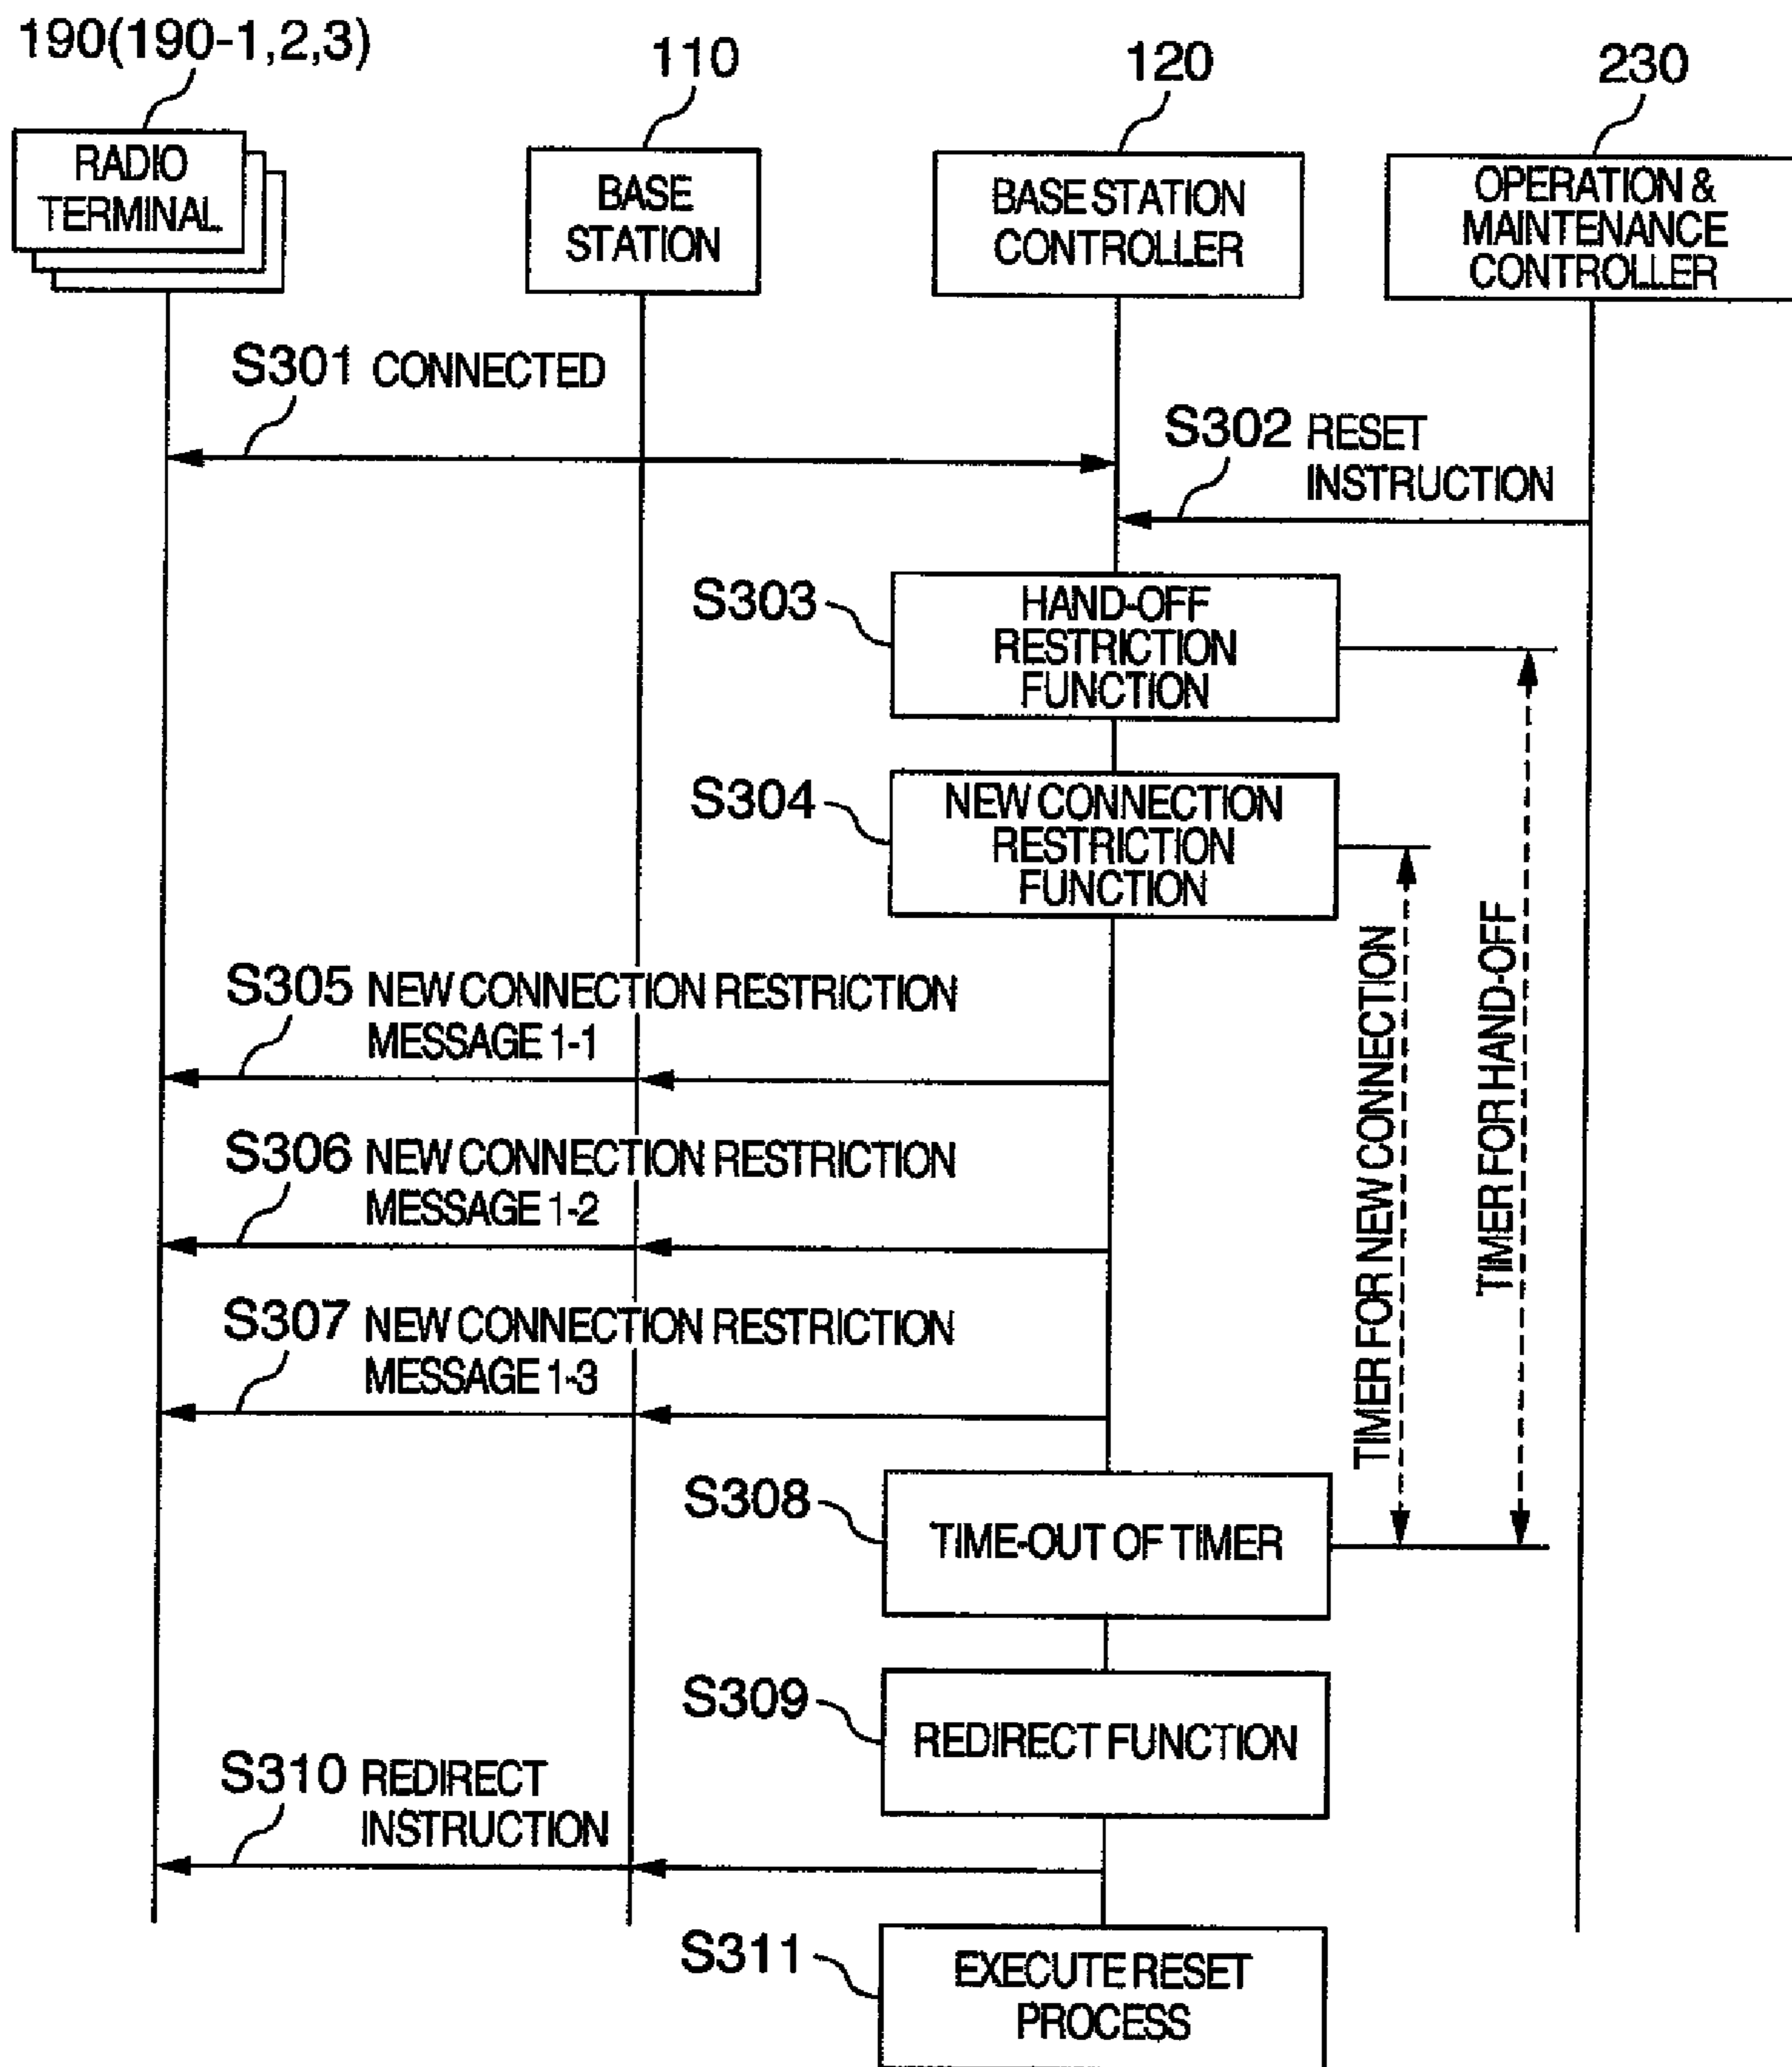 190(190-1,2,3)
110
120
230
RADIO
TERMINAL
BASE
STATION
BASE STATION
CONTROLLER
OPERATION &
MAINTENANCE
CONTROLLER
S301 CONNECTED
S302 RESET
INSTRUCTION
S303
HAND-OFF
RESTRICTION
FUNCTION
S304
NEW CONNECTION
RESTRICTION
FUNCTION
TIMER FOR NEW CONNECTION
TIMER FOR HAND-OFF
S305 NEW CONNECTION RESTRICTION
MESSAGE 1-1
S306 NEW CONNECTION RESTRICTION
MESSAGE 1-2
S307 NEW CONNECTION RESTRICTION
MESSAGE 1-3
S308
TIME-OUT OF TIMER
S309
REDIRECT FUNCTION
S310 REDIRECT
INSTRUCTION
S311
EXECUTE RESET
PROCESS